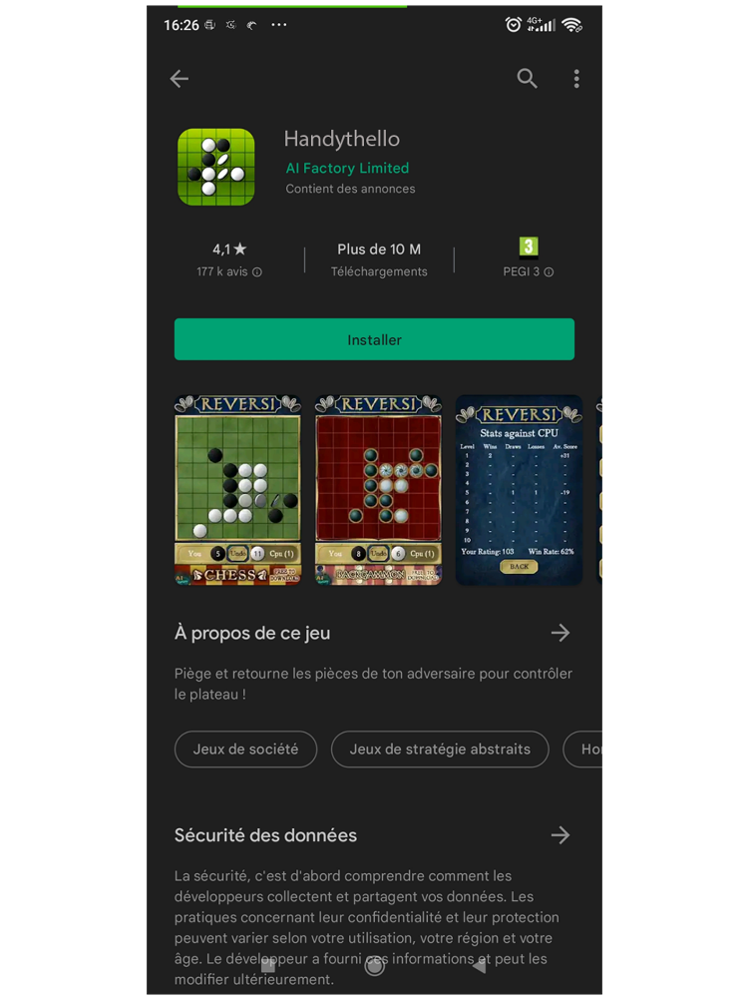 16:26 4G+
Handythello
AI Factory Limited
Contient des annonces
4,1★ Plus de 10 M 3
177 k avis Téléchargements PEGI 3
Installer
REVERSI REVERSI REVERSI
Stats against CPU
Level Wins Draws Losses Av. Score
1 2 - - +31
2 - - - -
3 - - - -
4 - - - -
5 - 1 1 -19
6 - - - -
7 - - - -
8 - - - -
9 - - - -
10 - - - -
Your Rating: 103 Win Rate: 62%
BACK
You 5 Undo 11 Cpu (1) You 8 Undo 6 Cpu (1)
CHESS FREE TO DOWNLOAD BACKGAMMON FREE TO DOWNLOAD
À propos de ce jeu
Piège et retourne les pièces de ton adversaire pour contrôler
le plateau !
Jeux de société Jeux de stratégie abstraits Ho
Sécurité des données
La sécurité, c'est d'abord comprendre comment les
développeurs collectent et partagent vos données. Les
pratiques concernant leur confidentialité et leur protection
peuvent varier selon votre utilisation, votre région et votre
âge. Le développeur a fourni ces informations et peut les
modifier ultérieurement.